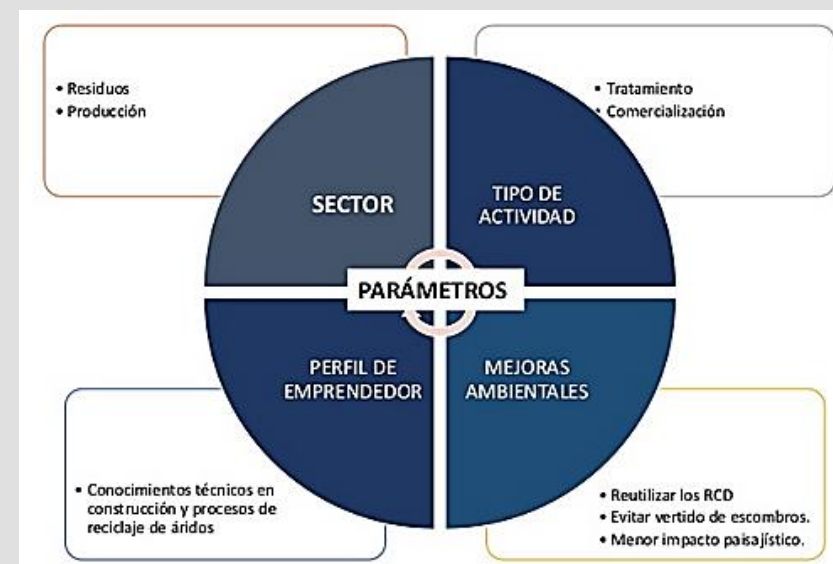 • Residuos
• Producción
• Tratamiento
• Comercialización
SECTOR
TIPO DE
ACTIVIDAD
PARÁMETROS
PERFIL DE
EMPRENDEDOR
MEJORAS
AMBIENTALES
• Conocimientos técnicos en
construcción y procesos de
reciclaje de áridos
• Reutilizar los RCD
• Evitar vertido de escombros.
• Menor impacto paisajístico.